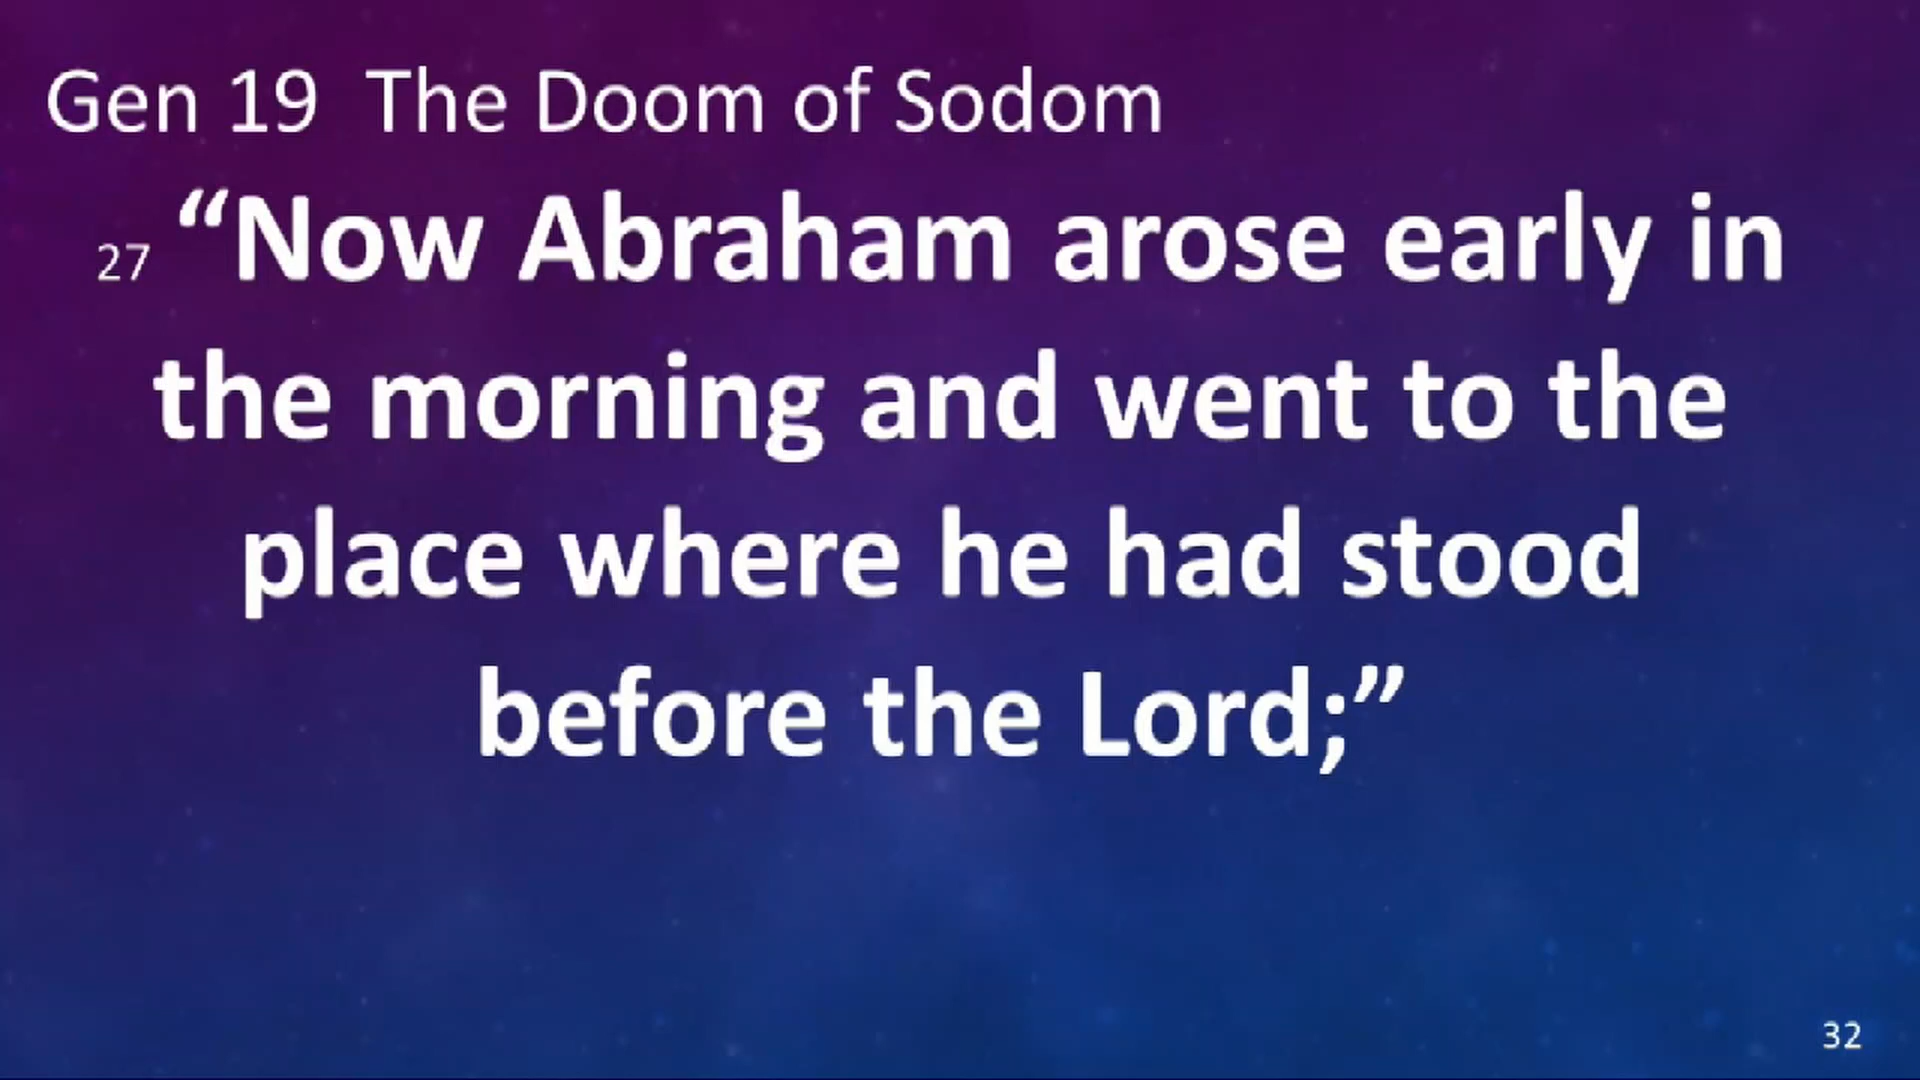 Gen 19  The Doom of Sodom
27 “Now Abraham arose early in
the morning and went to the
place where he had stood
before the Lord;”
32